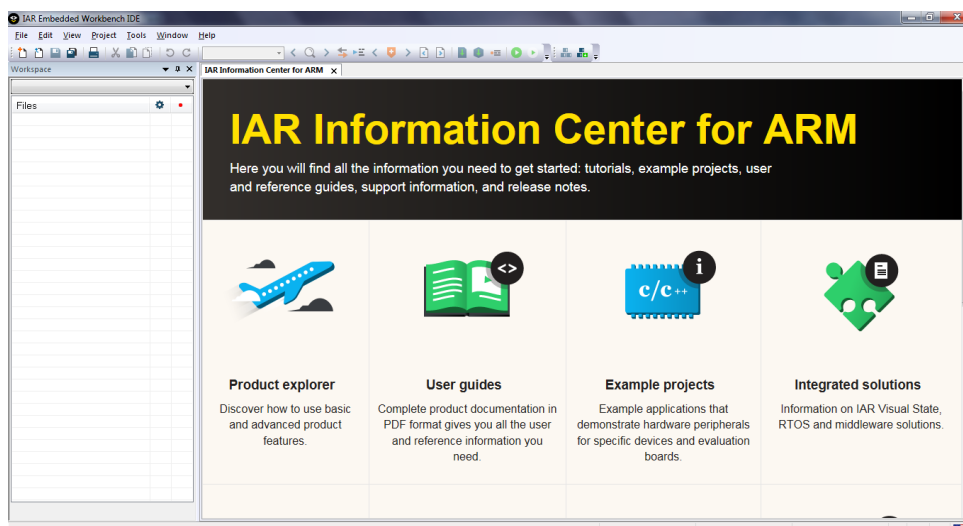 IAR Embedded Workbench IDE
File Edit View Project Tools Window Help
Workspace
IAR Information Center for ARM x
Files
IAR Information Center for ARM
Here you will find all the information you need to get started: tutorials, example projects, user
and reference guides, support information, and release notes.
<>
i
c/c++
Product explorer
Discover how to use basic
and advanced product
features.
User guides
Complete product documentation in
PDF format gives you all the user
and reference information you
need.
Example projects
Example applications that
demonstrate hardware peripherals
for specific devices and evaluation
boards.
Integrated solutions
Information on IAR Visual State,
RTOS and middleware solutions.